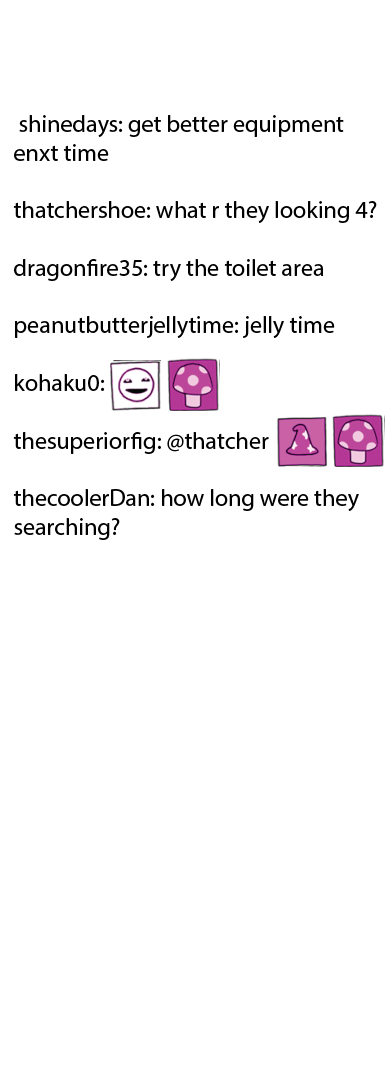 shinedays: get better equipment
enxt time
thatchershoe: what r they looking 4?
dragonfire35: try the toilet area
peanutbutterjellytime: jelly time
kohaku0:
thesuperiorfig: @thatcher
thecoolerDan: how long were they
searching?